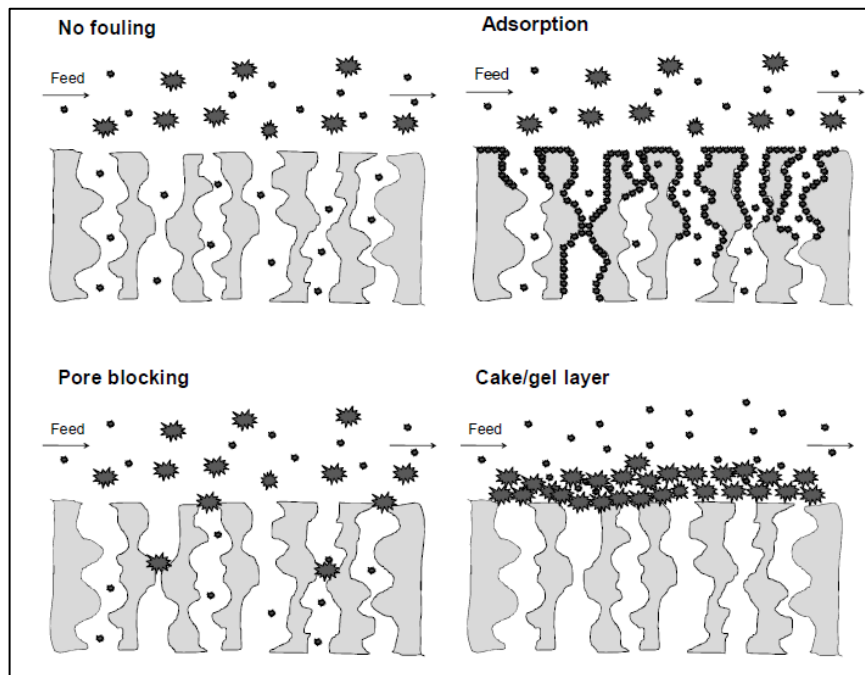 No fouling
Adsorption
Feed
Feed
Pore blocking
Cake/gel layer
Feed
Feed